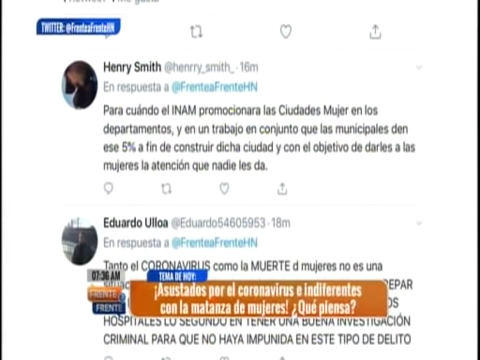 TWITTER: @FrenteaFrenteHN
Henry Smith @henrry_smith_ · 16m
En respuesta a @FrenteaFrenteHN
Para cuándo el INAM promocionara las Ciudades Mujer en los
departamentos, y en un trabajo en conjunto que las municipales den
ese 5% a fin de construir dicha ciudad y con el objetivo de darles a las
mujeres la atención que nadie les da.
Eduardo Ulloa @Eduardo54605953 · 18m
En respuesta a @FrenteaFrenteHN
Tanto el CORONAVIRUS como la MUERTE d mujeres no es una
07:36 AM
TEMA DE HOY:
FRENTE
FRENTE
¡Asustados por el coronavirus e indiferentes
con la matanza de mujeres! ¿Qué piensa?
HOSPITALES LO SEGUNDO EN TENER UNA BUENA INVESTIGACIÓN
CRIMINAL PARA QUE NO HAYA IMPUNIDA EN ESTE TIPO DE DELITO